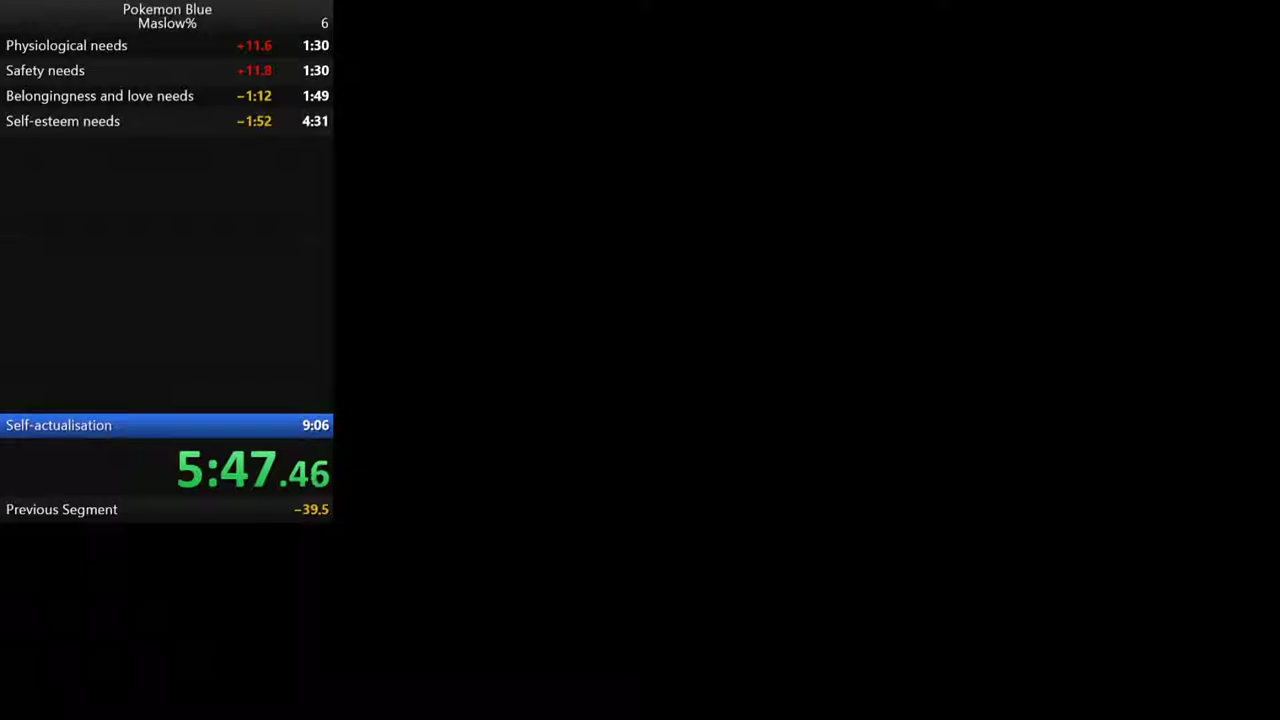 Pokemon Blue
Maslow% 6
Physiological needs +11.6 1:30
Safety needs +11.8 1:30
Belongingness and love needs −1:12 1:49
Self-esteem needs −1:52 4:31
Self-actualisation 9:06
5:47.46
Previous Segment −39.5